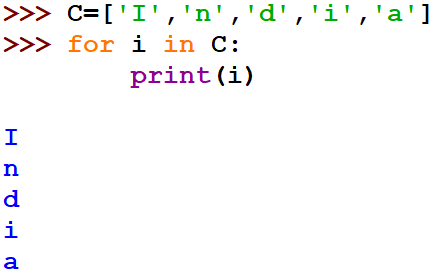 >>> C=['I','n','d','i','a']
>>> for i in C:
        print(i)

I
n
d
i
a